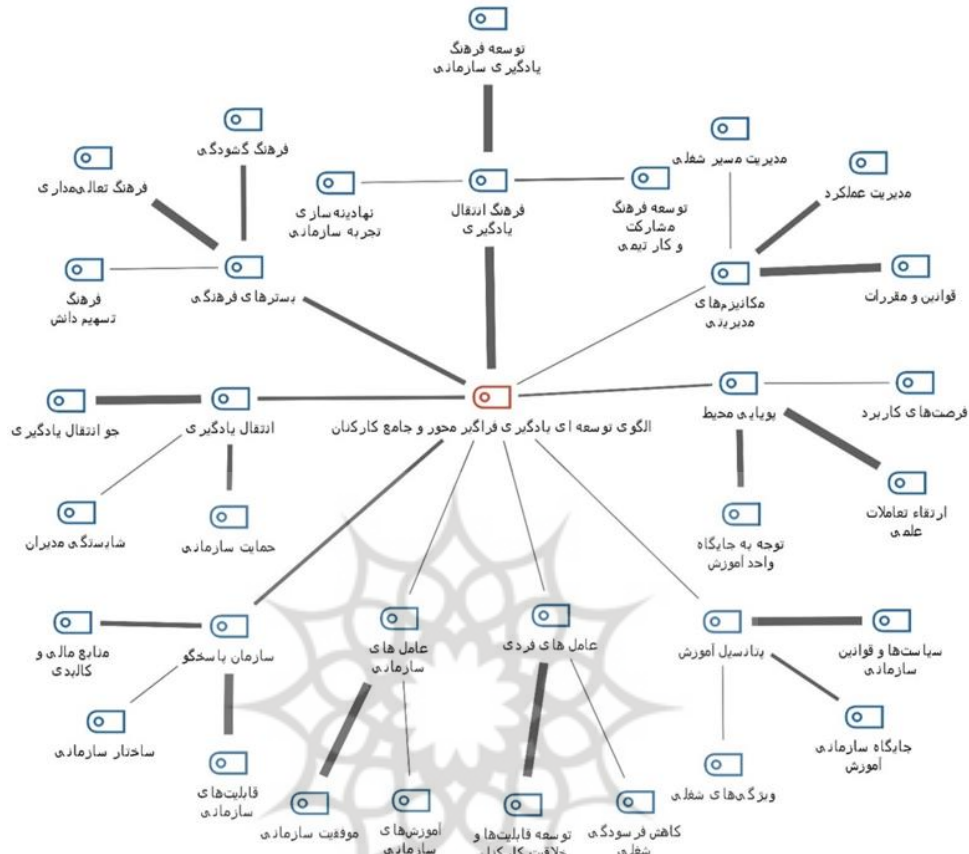 توسعه فرهنگ
یادگیری سازمانی
فرهنگ گشودگی
مدیریت مسیر شغلی
فرهنگ تعالی‌مداری
مدیریت عملکرد
نهادینه‌سازی
تجربه سازمانی
فرهنگ انتقال
یادگیری
توسعه فرهنگ
مشارکت
و کار تیمی
فرهنگ
تسهیم دانش
بسترهای فرهنگی
مکانیزم‌های
مدیریتی
قوانین و مقررات
جو انتقال یادگیری
انتقال یادگیری
الگوی توسعه ای یادگیری فراگیر محور و جامع کارکنان
پویایی محیط
فرصت‌های کاربرد
شایستگی مدیران
حمایت سازمانی
توجه به جایگاه
واحد آموزش
ارتقاء تعاملات
علمی
منابع مالی و
کالبدی
سازمان پاسخگو
عامل های
سازمانی
عامل های فردی
پتانسیل آموزش
سیاست‌ها و قوانین
سازمانی
ساختار سازمانی
جایگاه سازمانی
آموزش
قابلیت‌های
سازمانی
موفقیت سازمانی
آموزش‌های
سازمانی
توسعه قابلیت‌ها و
خلاقیت کارکنان
کاهش فرسودگی
شغلی
ویژگی‌های شغلی